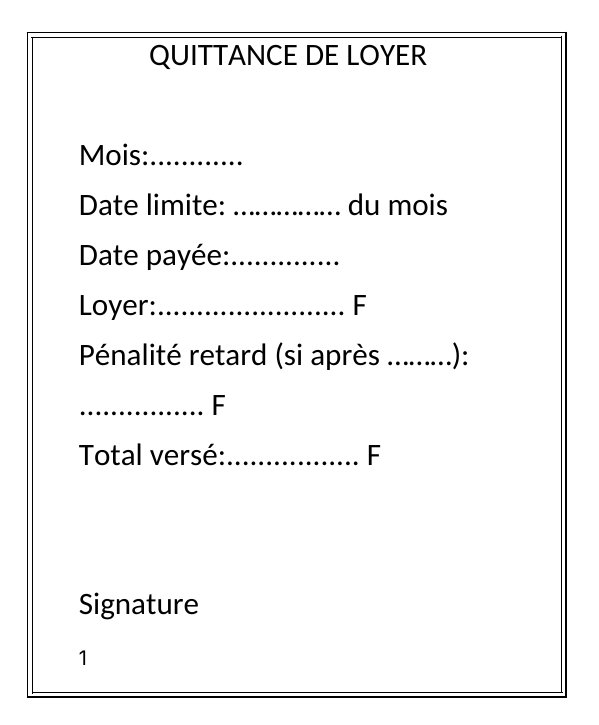 QUITTANCE DE LOYER
Mois:............
Date limite: …………… du mois
Date payée:..............
Loyer:........................ F
Pénalité retard (si après ………):
................ F
Total versé:................. F
Signature
1